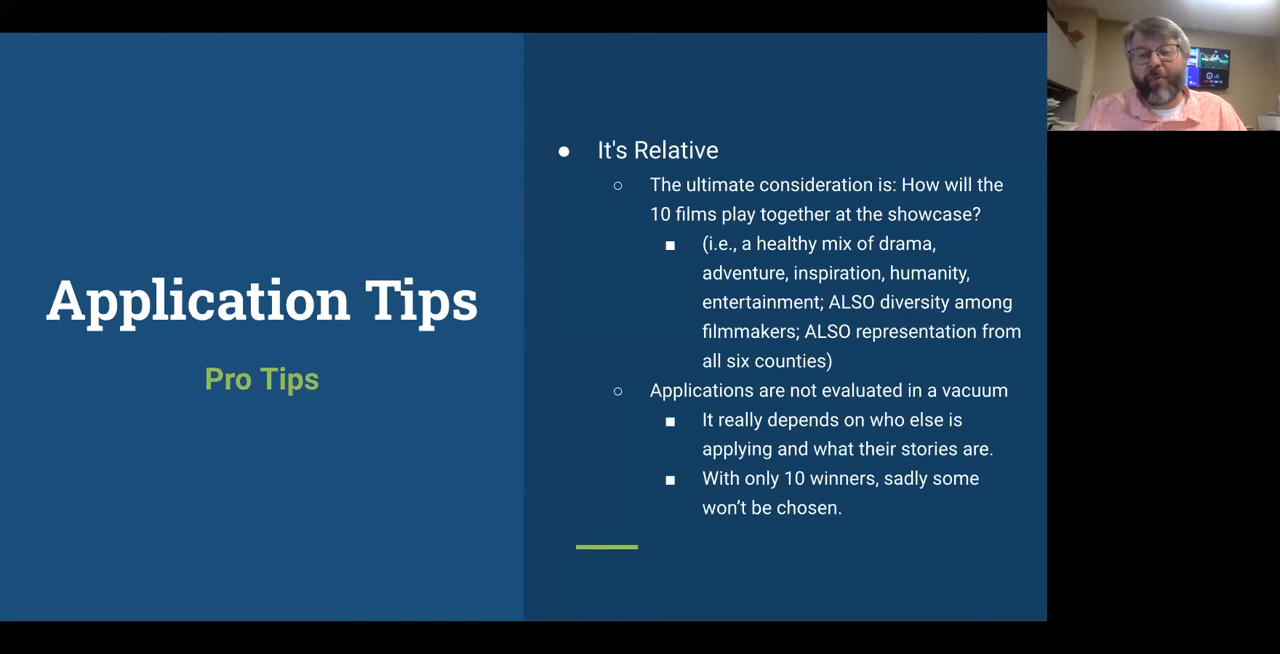 Application Tips
Pro Tips
● It's Relative
○ The ultimate consideration is: How will the
10 films play together at the showcase?
■ (i.e., a healthy mix of drama,
adventure, inspiration, humanity,
entertainment; ALSO diversity among
filmmakers; ALSO representation from
all six counties)
○ Applications are not evaluated in a vacuum
■ It really depends on who else is
applying and what their stories are.
■ With only 10 winners, sadly some
won’t be chosen.